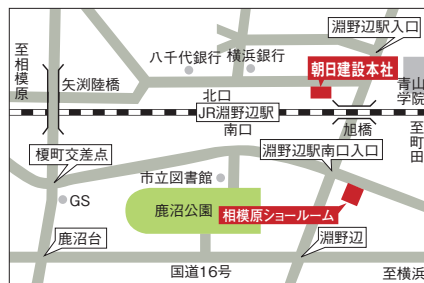 淵野辺駅入口
至相模原
八千代銀行
横浜銀行
矢渕陸橋
朝日建設本社
青山学院
北口
JR淵野辺駅
南口
旭橋
至町田
榎町交差点
淵野辺駅南口入口
市立図書館
GS
鹿沼公園
相模原ショールーム
鹿沼台
淵野辺
国道16号
至横浜